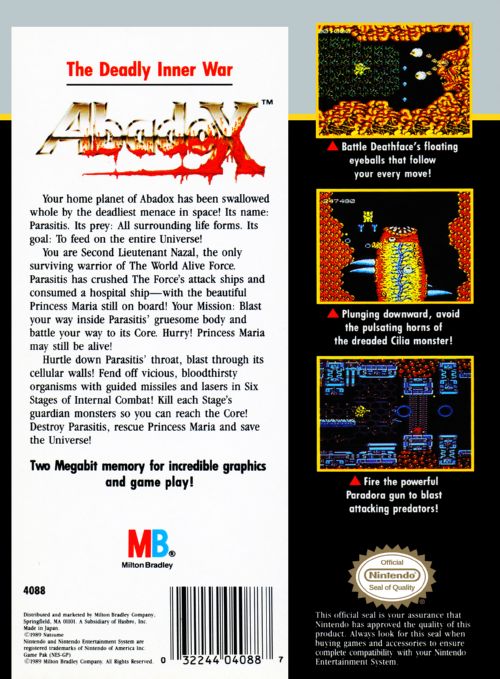 The Deadly Inner War
Abadox™
Your home planet of Abadox has been swallowed
whole by the deadliest menace in space! Its name:
Parasitis. Its prey: All surrounding life forms. Its
goal: To feed on the entire Universe!
You are Second Lieutenant Nazal, the only
surviving warrior of The World Alive Force.
Parasitis has crushed The Force's attack ships and
consumed a hospital ship—with the beautiful
Princess Maria still on board! Your Mission: Blast
your way inside Parasitis' gruesome body and
battle your way to its Core. Hurry! Princess Maria
may still be alive!
Hurtle down Parasitis' throat, blast through its
cellular walls! Fend off vicious, bloodthirsty
organisms with guided missiles and lasers in Six
Stages of Internal Combat! Kill each Stage's
guardian monsters so you can reach the Core!
Destroy Parasitis, rescue Princess Maria and save
the Universe!
Two Megabit memory for incredible graphics
and game play!
MB®
Milton Bradley
4088
Distributed and marketed by Milton Bradley Company,
Springfield, MA 01101. A Subsidiary of Hasbro, Inc.
Made in Japan.
©1989 Natsume
Nintendo and Nintendo Entertainment System are
registered trademarks of Nintendo of America Inc.
Game Pak (NES-GP)
©1989 Milton Bradley Company. All Rights Reserved.
0 32244 04088 7
Battle Deathface's floating
eyeballs that follow
your every move!
247480
Plunging downward, avoid
the pulsating horns of
the dreaded Cilia monster!
Fire the powerful
Paradora gun to blast
attacking predators!
Official
Nintendo®
Seal of Quality
This official seal is your assurance that
Nintendo has approved the quality of this
product. Always look for this seal when
buying games and accessories to ensure
complete compatibility with your Nintendo
Entertainment System.